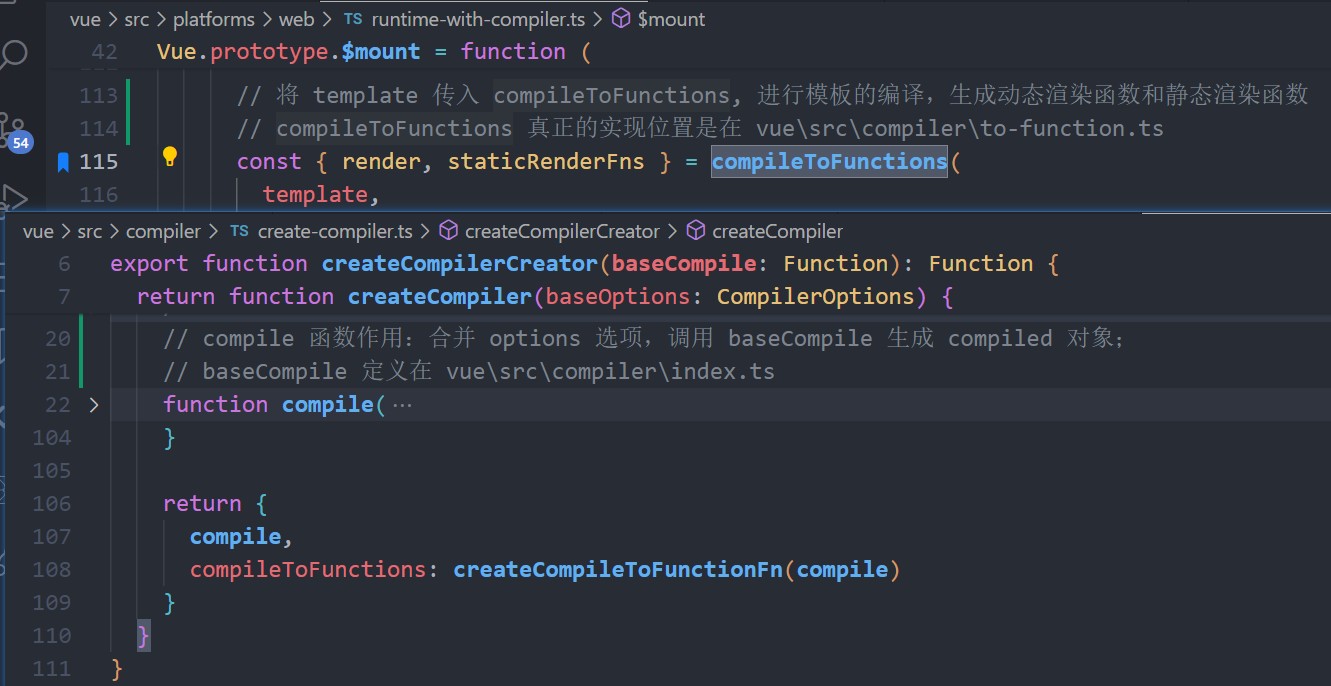 vue > src > platforms > web > TS runtime-with-compiler.ts > $mount
42 Vue.prototype.$mount = function (
113 // 将 template 传入 compileToFunctions, 进行模板的编译，生成动态渲染函数和静态渲染函数
114 // compileToFunctions 真正的实现位置是在 vue\src\compiler\to-function.ts
54
115 const { render, staticRenderFns } = compileToFunctions(
116 template,
vue > src > compiler > TS create-compiler.ts > createCompilerCreator > createCompiler
6 export function createCompilerCreator(baseCompile: Function): Function {
7 return function createCompiler(baseOptions: CompilerOptions) {
20 // compile 函数作用：合并 options 选项，调用 baseCompile 生成 compiled 对象；
21 // baseCompile 定义在 vue\src\compiler\index.ts
22 > function compile( ⋯
104 }
105
106 return {
107 compile,
108 compileToFunctions: createCompileToFunctionFn(compile)
109 }
110 }
111 }